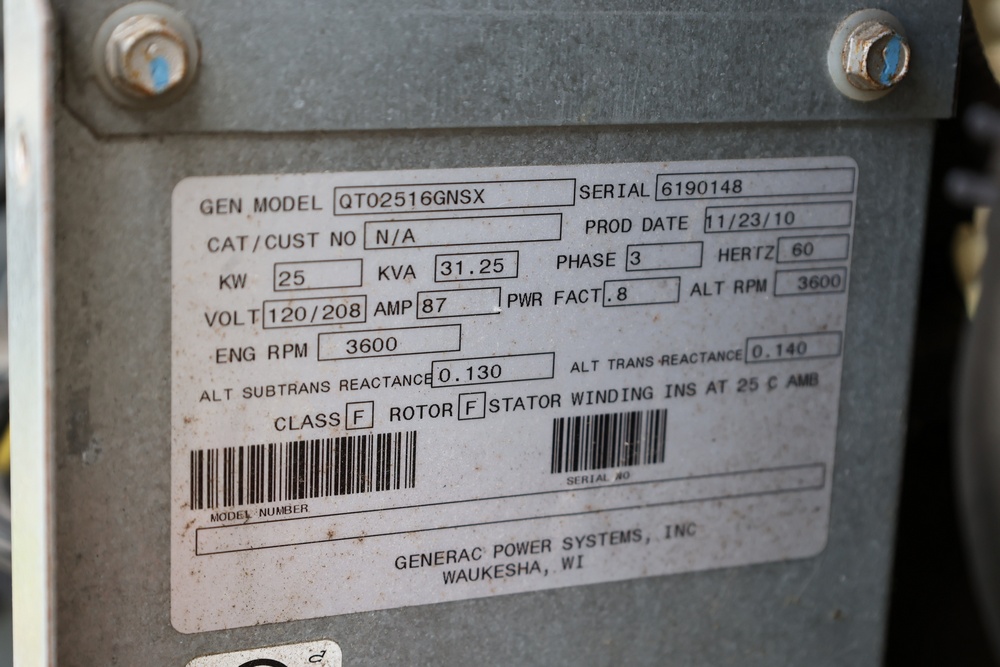 GEN MODEL QT02516GNSX SERIAL 6190148
CAT/CUST NO N/A PROD DATE 11/23/10
KW 25 KVA 31.25 PHASE 3 HERTZ 60
VOLT 120/208 AMP 87 PWR FACT .8 ALT RPM 3600
ENG RPM 3600
ALT SUBTRANS REACTANCE 0.130 ALT TRANS REACTANCE 0.140
CLASS F ROTOR F STATOR WINDING INS AT 25 C AMB
MODEL NUMBER SERIAL NO
GENERAC POWER SYSTEMS, INC
WAUKESHA, WI